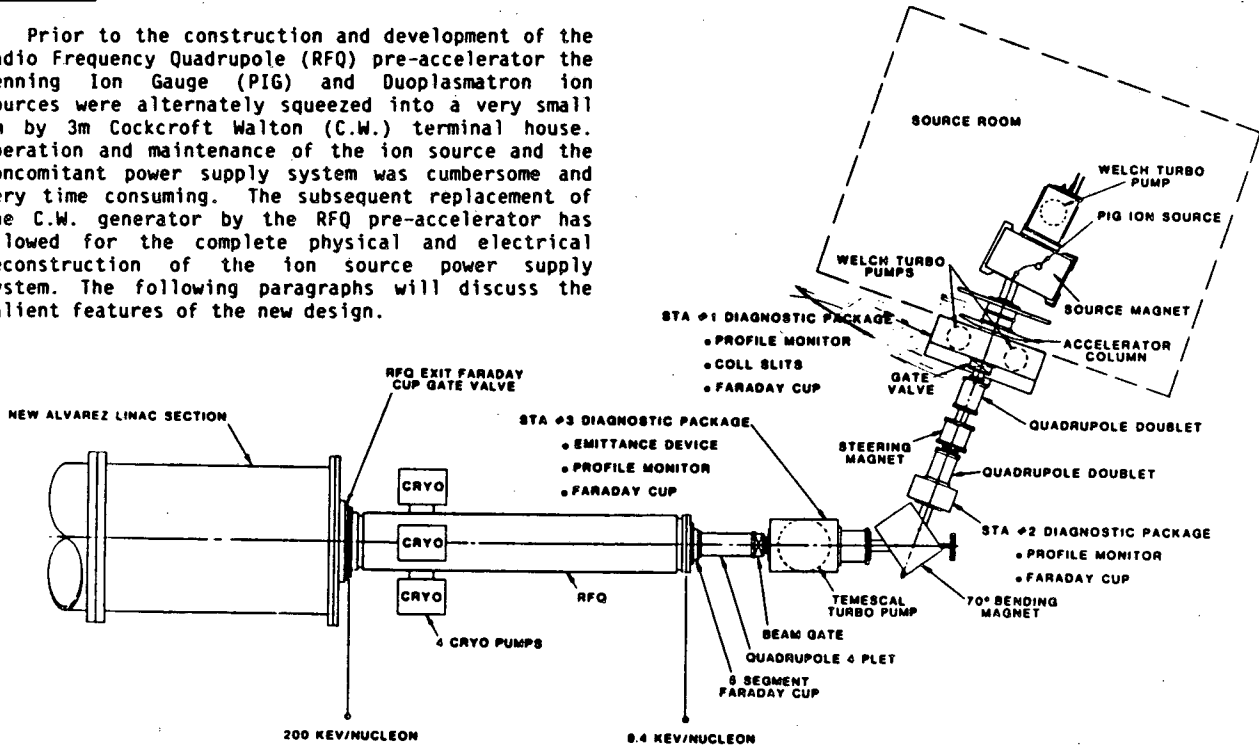 Prior to the construction and development of the
adio Frequency Quadrupole (RFQ) pre-accelerator the
enning Ion Gauge (PIG) and Duoplasmatron ion
ources were alternately squeezed into a very small
m by 3m Cockcroft Walton (C.W.) terminal house.
peration and maintenance of the ion source and the
oncomitant power supply system was cumbersome and
ery time consuming. The subsequent replacement of
he C.W. generator by the RFQ pre-accelerator has
llowed for the complete physical and electrical
econstruction of the ion source power supply
ystem. The following paragraphs will discuss the
alient features of the new design.
SOURCE ROOM
WELCH TURBO
PUMP
PIG ION SOURCE
WELCH TURBO
PUMPS
SOURCE MAGNET
STA #1 DIAGNOSTIC PACKAGE
• PROFILE MONITOR
• COLL SLITS
• FARADAY CUP
ACCELERATOR
COLUMN
GATE
VALVE
QUADRUPOLE DOUBLET
STEERING
MAGNET
QUADRUPOLE DOUBLET
STA #2 DIAGNOSTIC PACKAGE
• PROFILE MONITOR
• FARADAY CUP
70° BENDING
MAGNET
RFQ EXIT FARADAY
CUP GATE VALVE
NEW ALVAREZ LINAC SECTION
STA #3 DIAGNOSTIC PACKAGE
• EMITTANCE DEVICE
• PROFILE MONITOR
• FARADAY CUP
CRYO
CRYO
CRYO
RFQ
4 CRYO PUMPS
TEMESCAL
TURBO PUMP
BEAM GATE
QUADRUPOLE 4 PLET
SEGMENT
FARADAY CUP
200 KEV/NUCLEON
8.4 KEV/NUCLEON